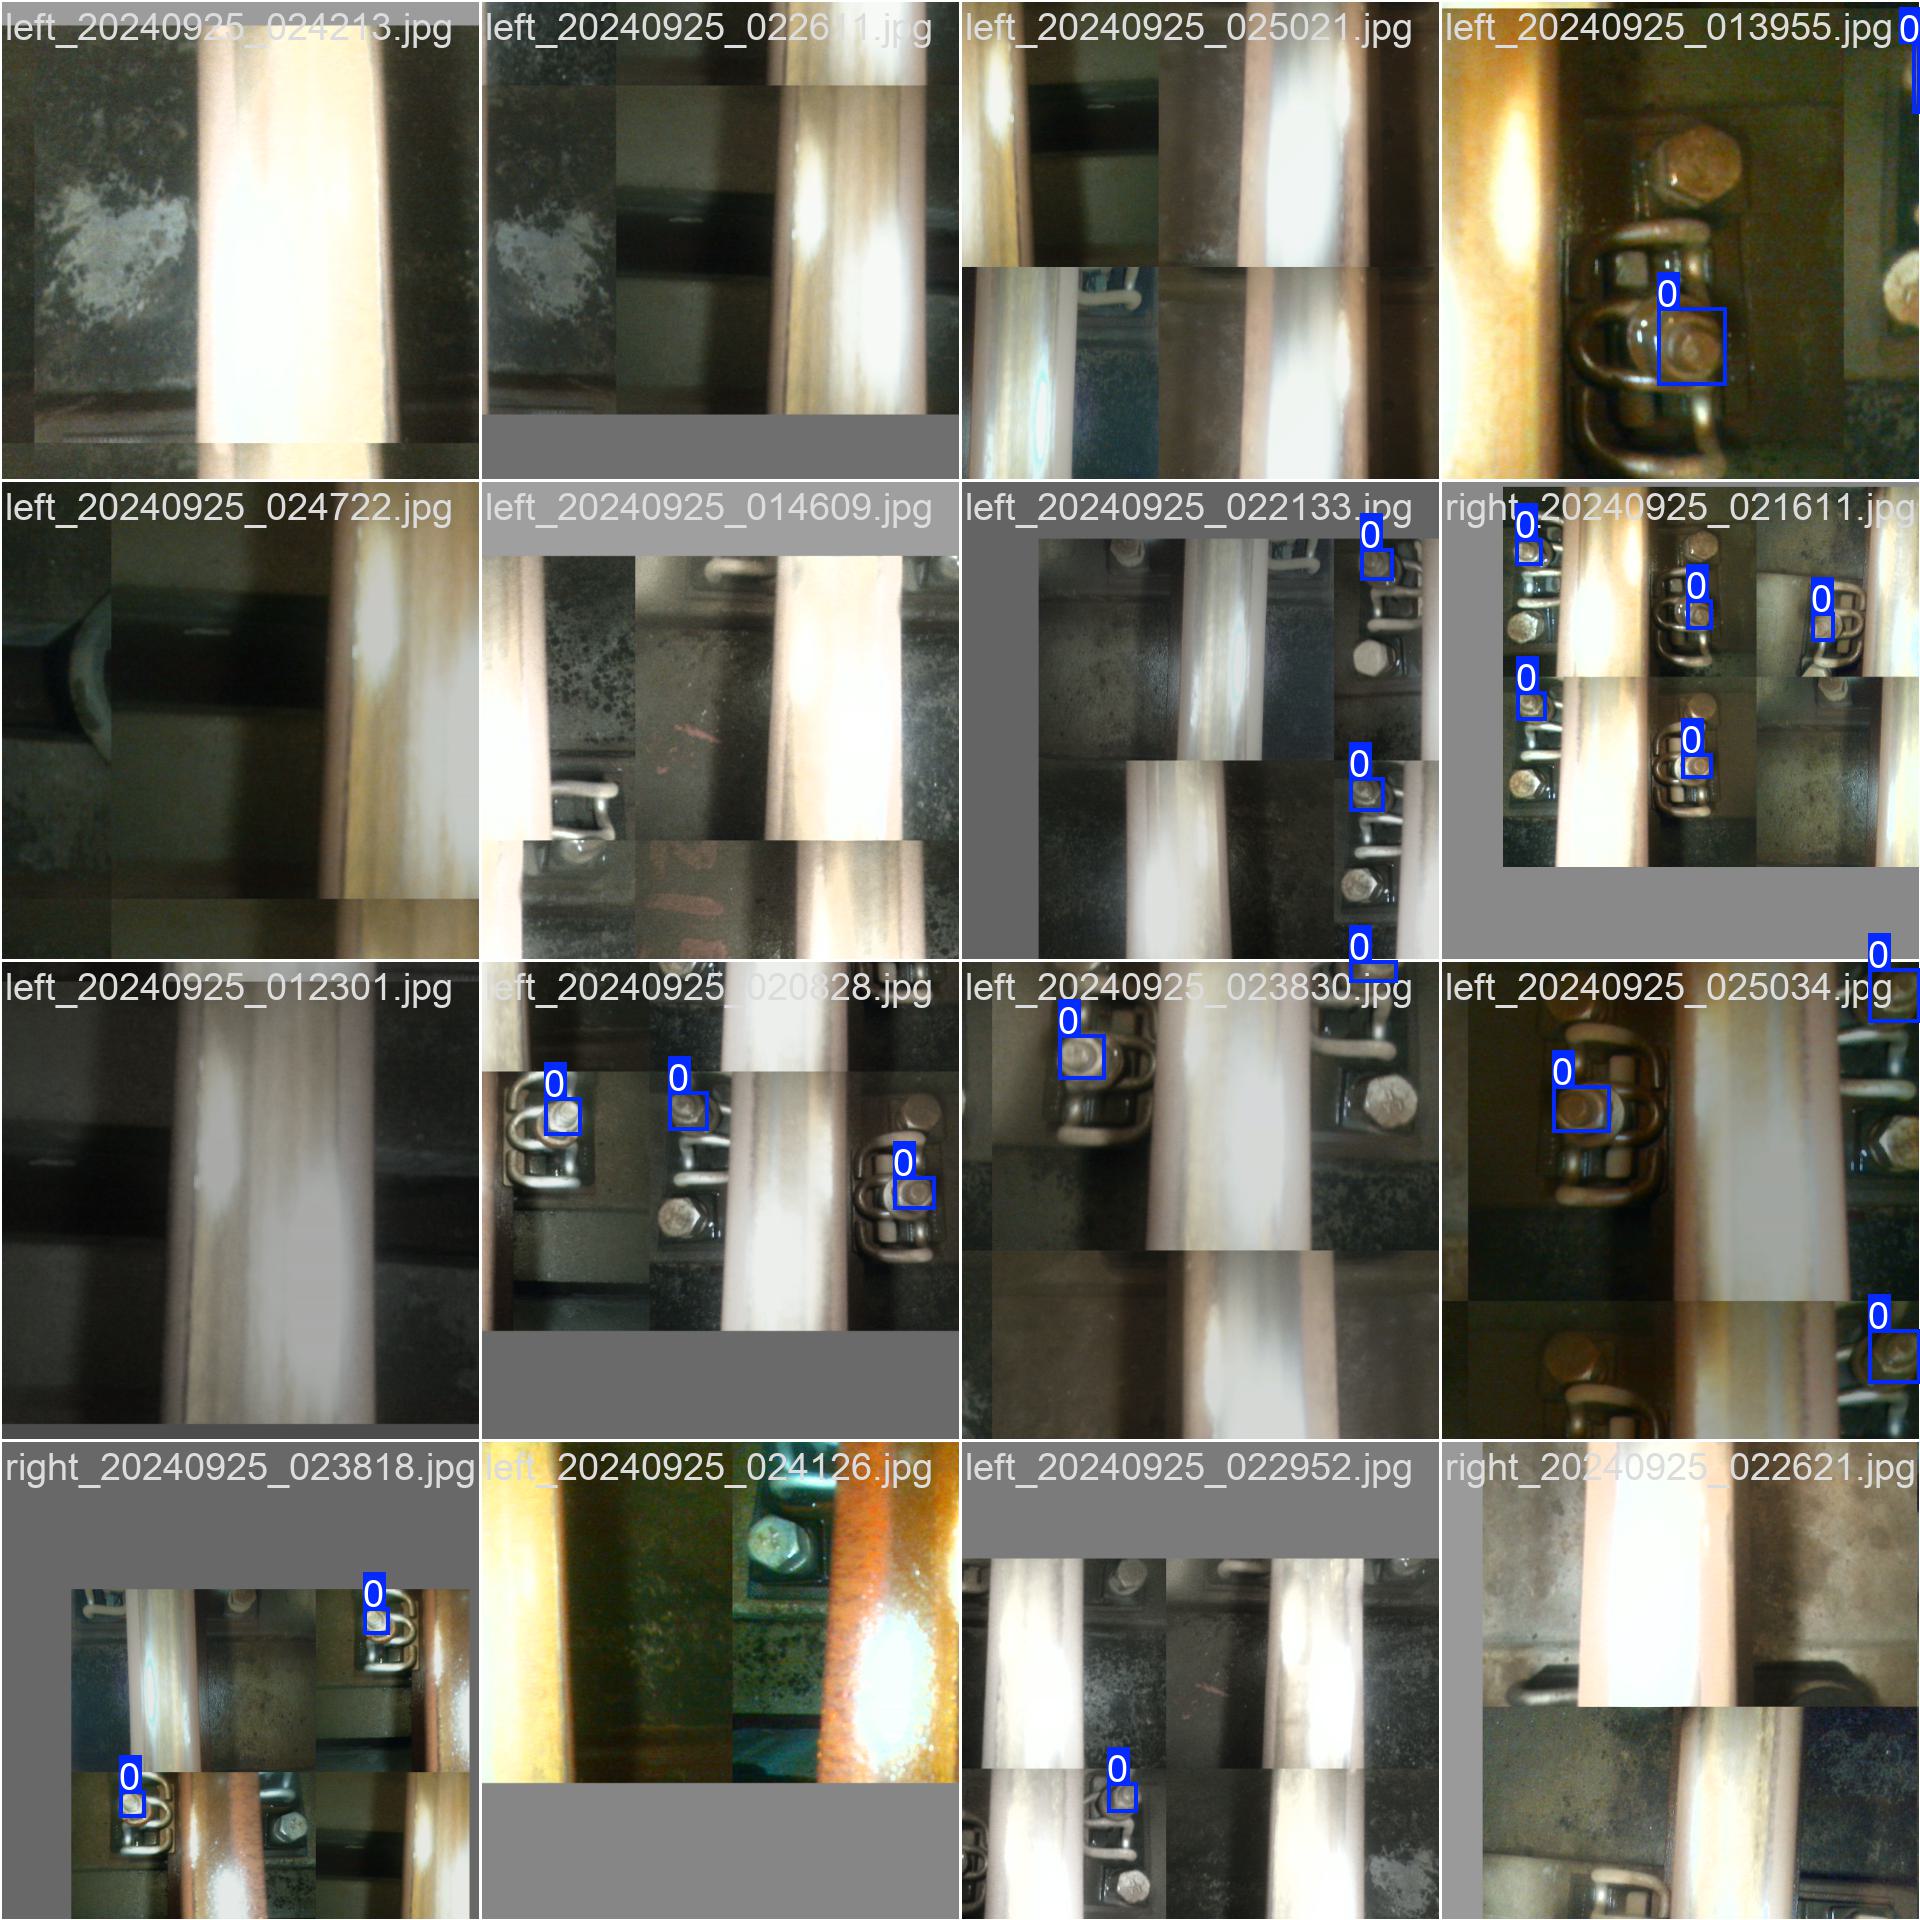 left_20240925_024213.jpg
left_20240925_022611.jpg
left_20240925_025021.jpg
left_20240925_013955.jpg
0
0
left_20240925_024722.jpg
left_20240925_014609.jpg
left_20240925_022133.jpg
0
0
0
right_20240925_021611.jpg
0
0
0
0
0
left_20240925_012301.jpg
left_20240925_020828.jpg
0
0
0
left_20240925_023830.jpg
0
left_20240925_025034.jpg
0
0
0
right_20240925_023818.jpg
0
0
left_20240925_024126.jpg
left_20240925_022952.jpg
0
right_20240925_022621.jpg